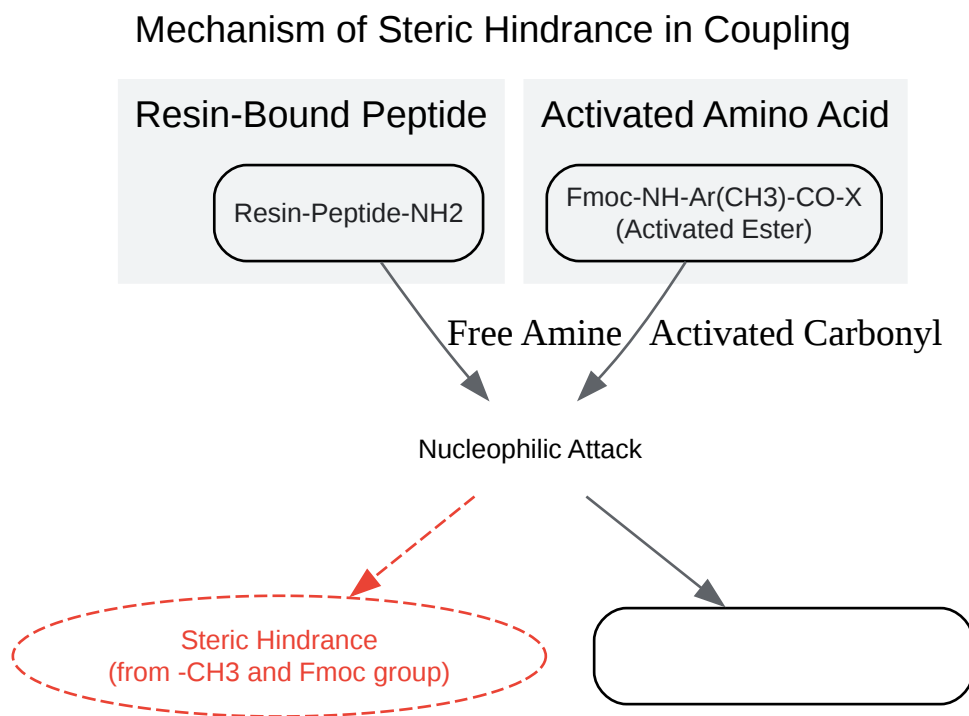 Mechanism of Steric Hindrance in Coupling
Resin-Bound Peptide
Activated Amino Acid
Resin-Peptide-NH2
Fmoc-NH-Ar(CH3)-CO-X
(Activated Ester)
Free Amine
Activated Carbonyl
Nucleophilic Attack
Steric Hindrance
(from -CH3 and Fmoc group)